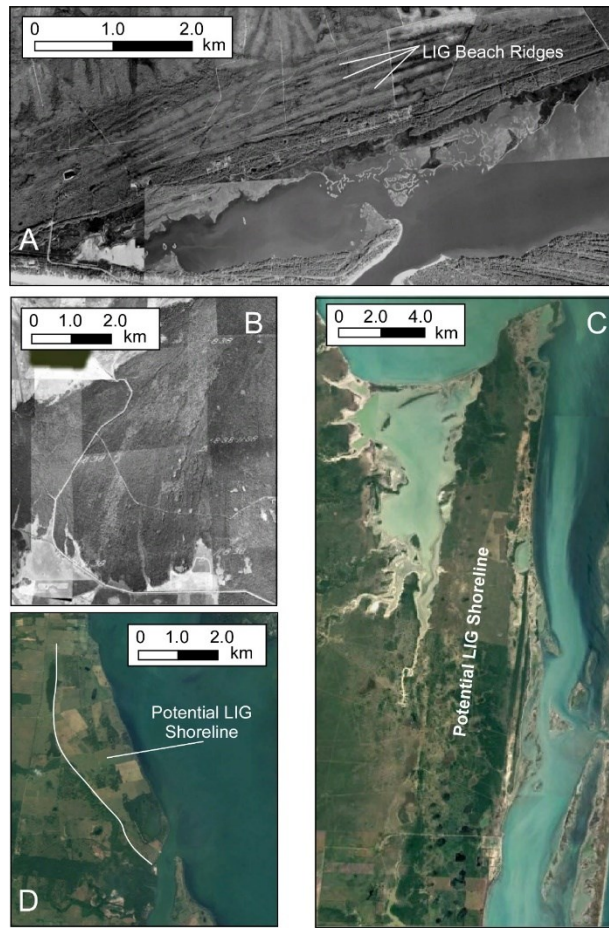 0 1.0 2.0
km
LIG Beach Ridges
A
0 1.0 2.0
km
B
0 2.0 4.0
km
C
Potential LIG Shoreline
0 1.0 2.0
km
Potential LIG
Shoreline
D